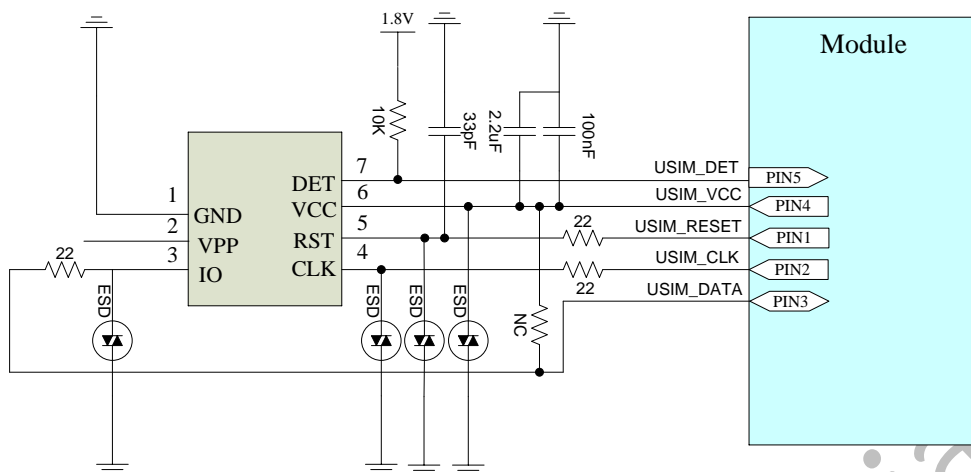 1.8V
Module
10K
33pF
2.2uF
100nF
7
USIM_DET
PIN5
DET
6
USIM_VCC
PIN4
1
VCC
GND
5
22
USIM_RESET
PIN1
2
RST
VPP
4
USIM_CLK
PIN2
22
3
CLK
IO
22
USIM_DATA
PIN3
ESD
ESD
ESD
ESD
NC